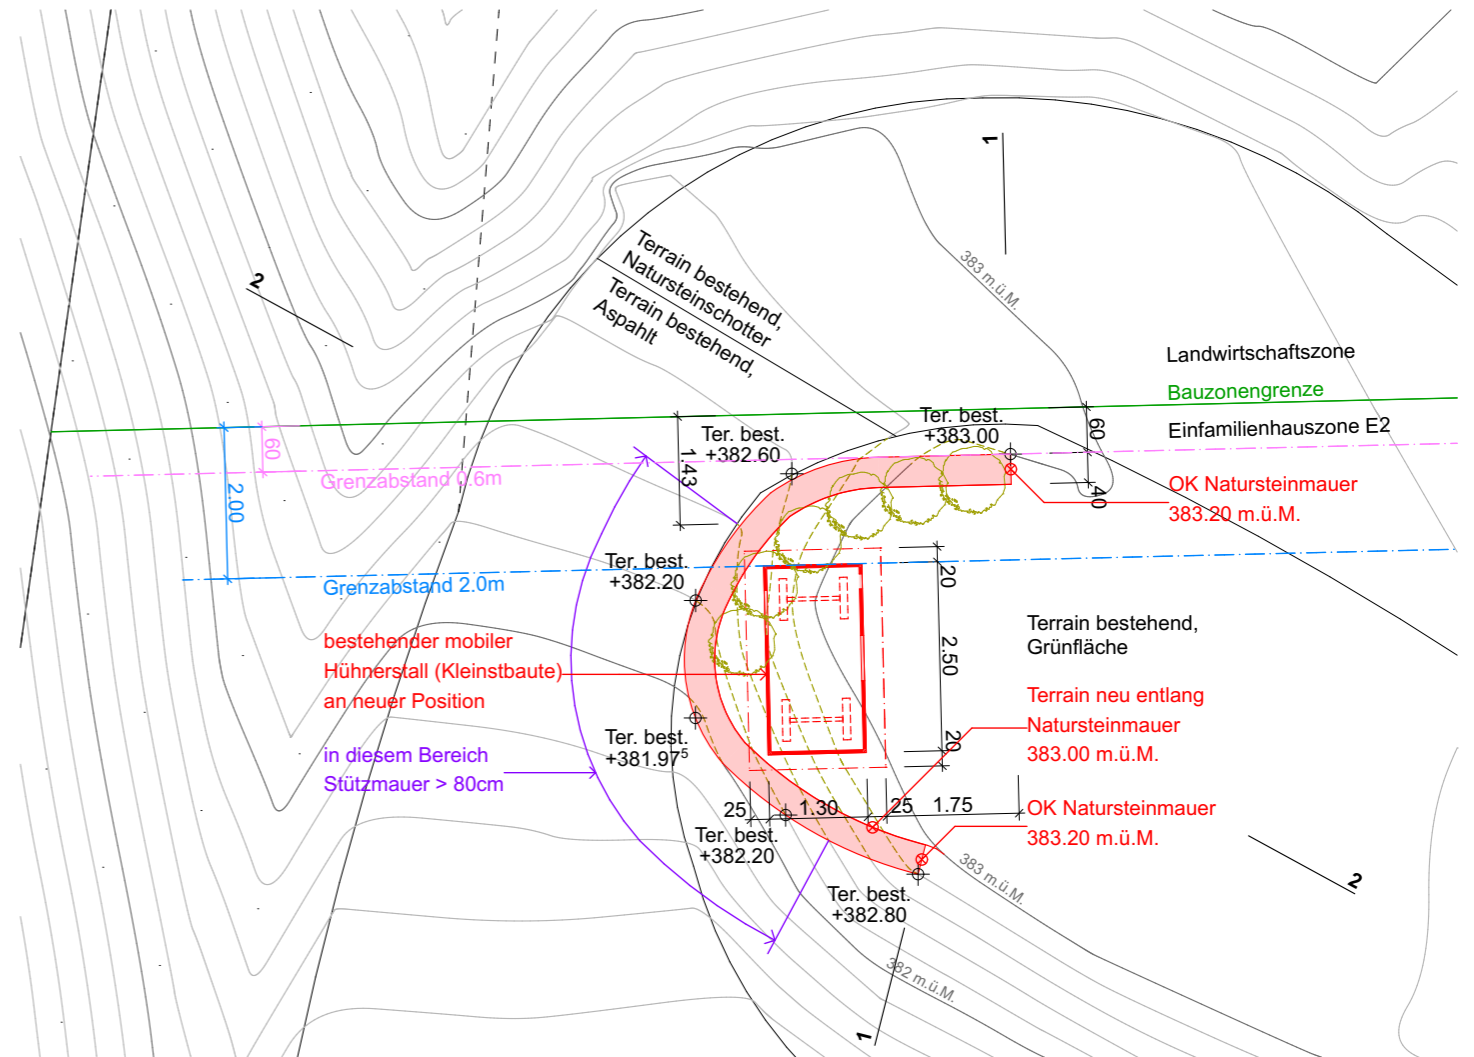 1
2
Terrain bestehend,
Natursteinschotter
Terrain bestehend,
Aspahlt
383 m.ü.M.
Landwirtschaftszone
Bauzonengrenze
Einfamilienhauszone E2
60
2.00
Grenzabstand 0.6m
1.43
Ter. best.
+382.60
Ter. best.
+383.00
60
40
OK Natursteinmauer
383.20 m.ü.M.
Ter. best.
+382.20
Grenzabstand 2.0m
20
2.50
20
Terrain bestehend,
Grünfläche
bestehender mobiler
Hühnerstall (Kleinstbaute)
an neuer Position
Terrain neu entlang
Natursteinmauer
383.00 m.ü.M.
Ter. best.
+381.97⁵
in diesem Bereich
Stützmauer > 80cm
25
1.30
25
1.75
OK Natursteinmauer
383.20 m.ü.M.
Ter. best.
+382.20
383 m.ü.M.
Ter. best.
+382.80
2
382 m.ü.M.
1